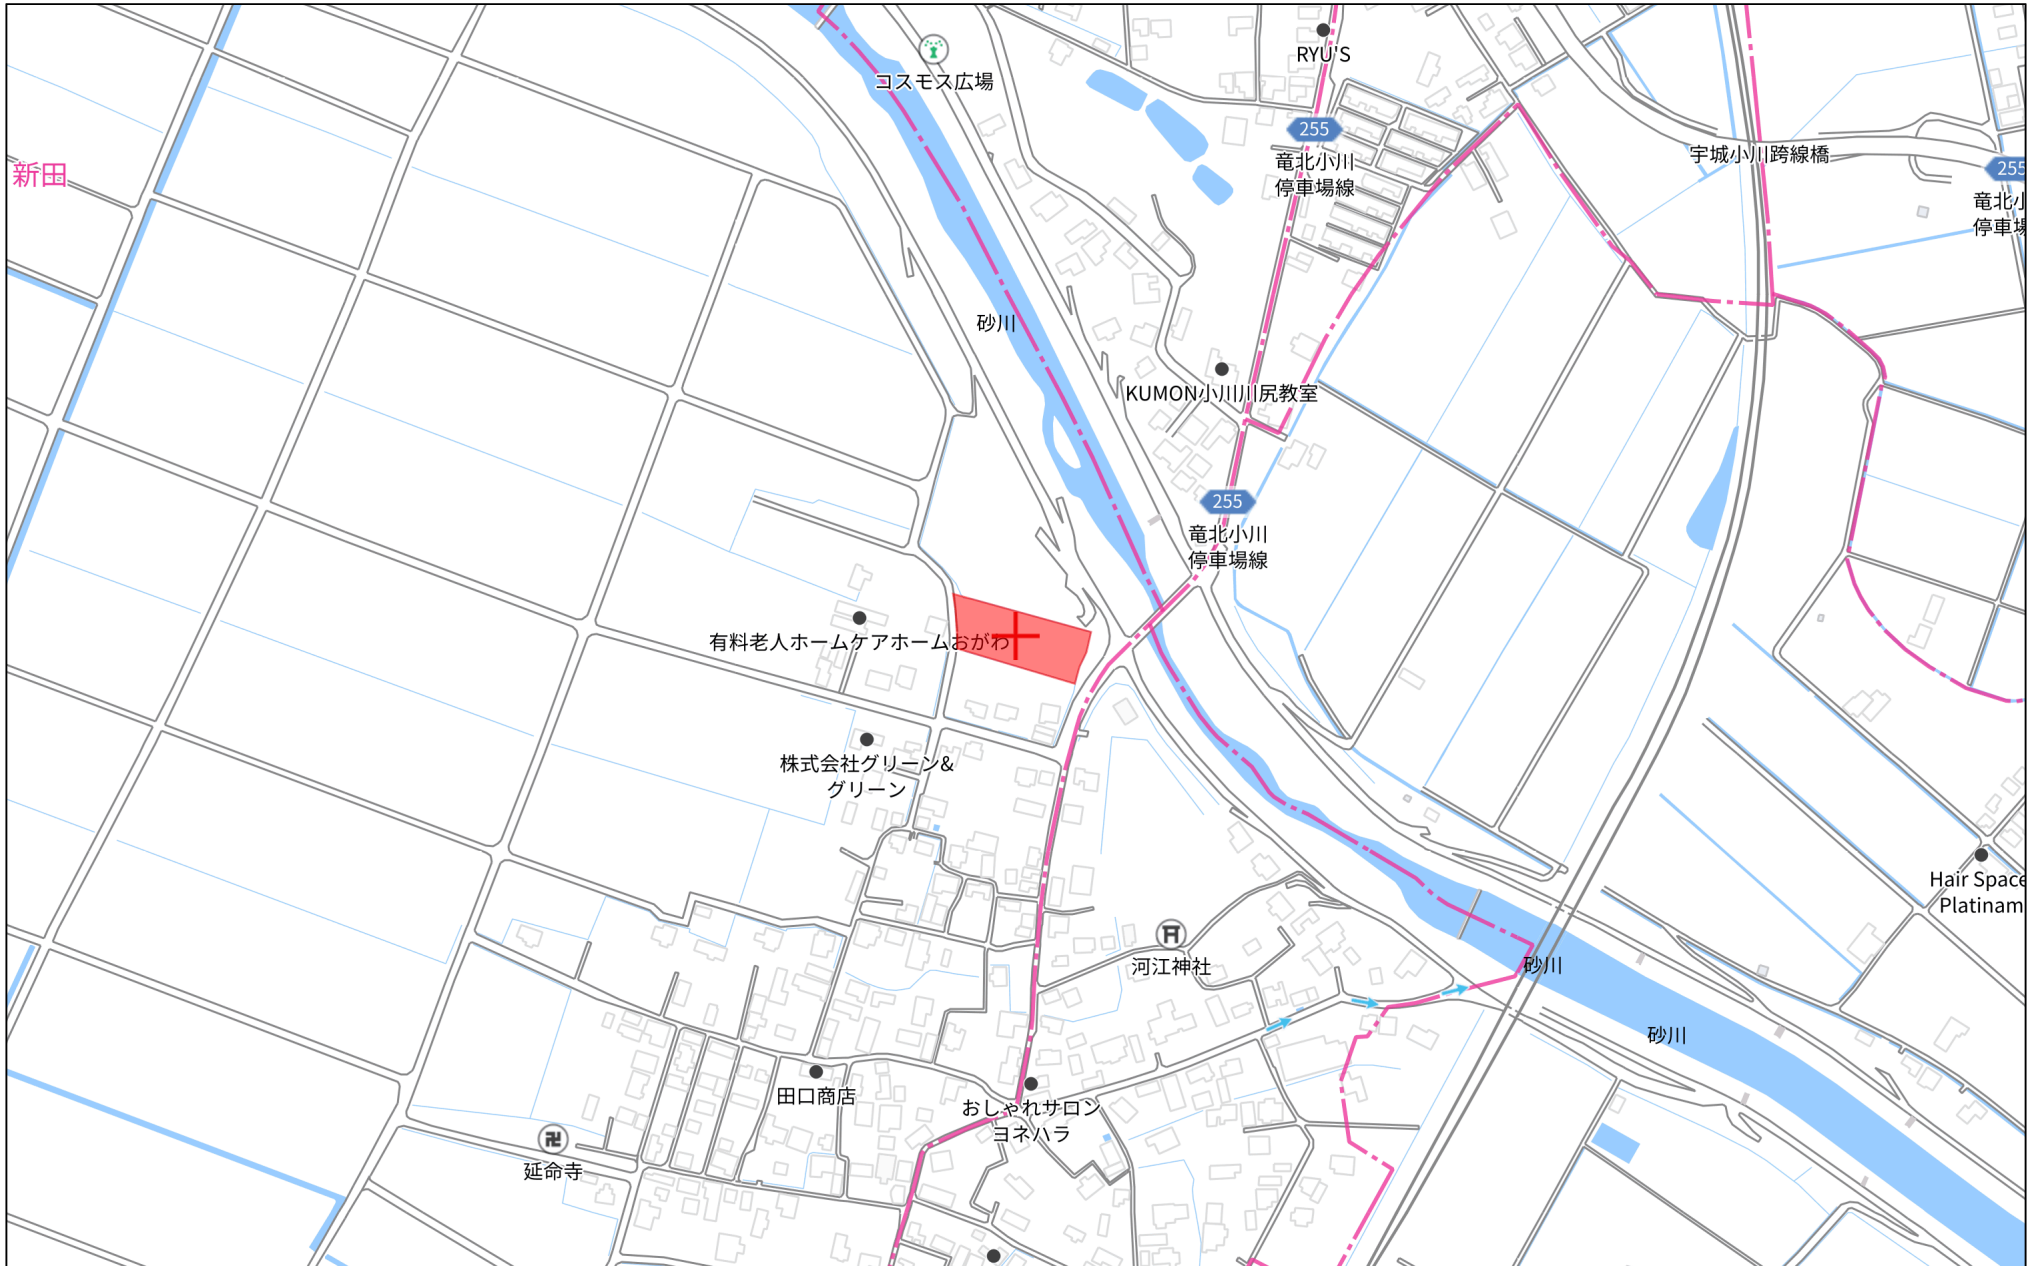 RYU'S
コスモス広場
255
竜北小川
停車場線
宇城小川跨線橋
255
竜北小
停車場
新田
砂川
KUMON小川川尻教室
255
竜北小川
停車場線
有料老人ホームケアホームおがわ
株式会社グリーン&
グリーン
Hair Space
Platinam
河江神社
砂川
砂川
田口商店
おしゃれサロン
ヨネハラ
延命寺